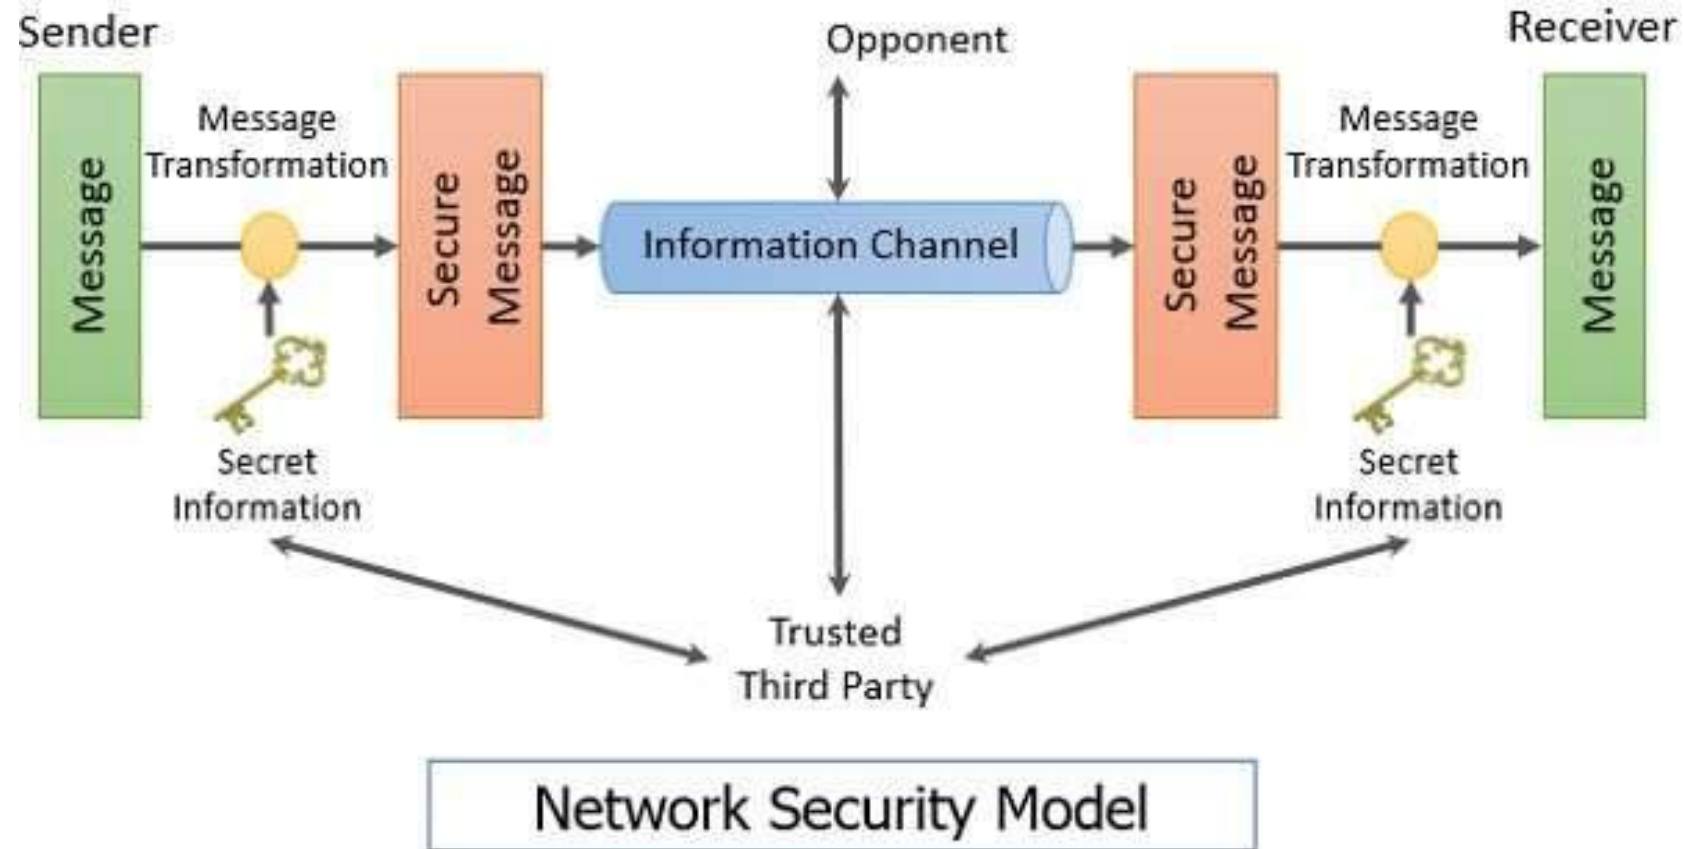 Sender
Opponent
Receiver
Message
Message
Transformation
Secure
Message
Information Channel
Secure
Message
Message
Transformation
Message
Secret
Information
Secret
Information
Trusted
Third Party
Network Security Model